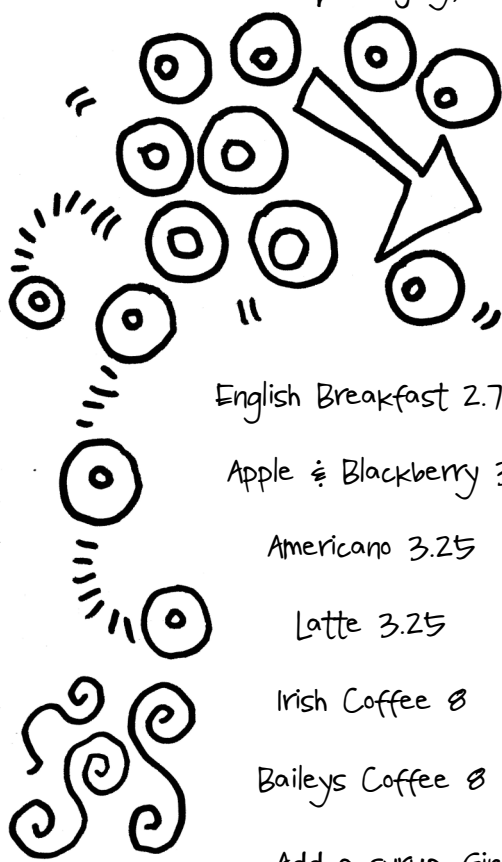 English Breakfast 2.7
Apple & Blackberry 3
Americano 3.25
Latte 3.25
Irish Coffee 8
Baileys Coffee 8
Add a syrup